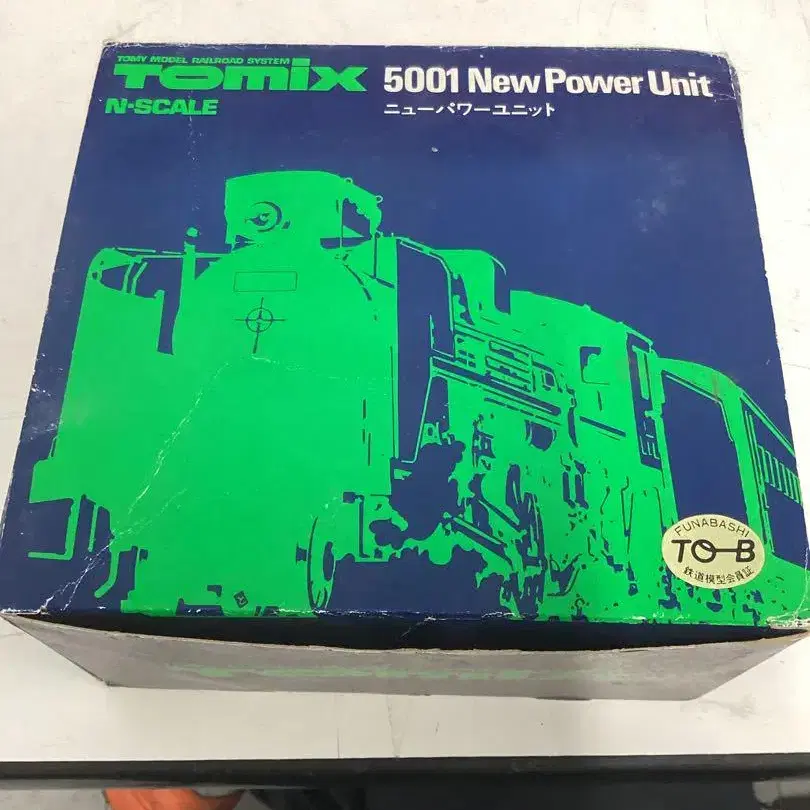 TOMY MODEL RAILROAD SYSTEM
TOMIX
N-SCALE
5001 New Power Unit
ニューパワーユニット
FUNABASHI
TO-B
鉄道模型会員証